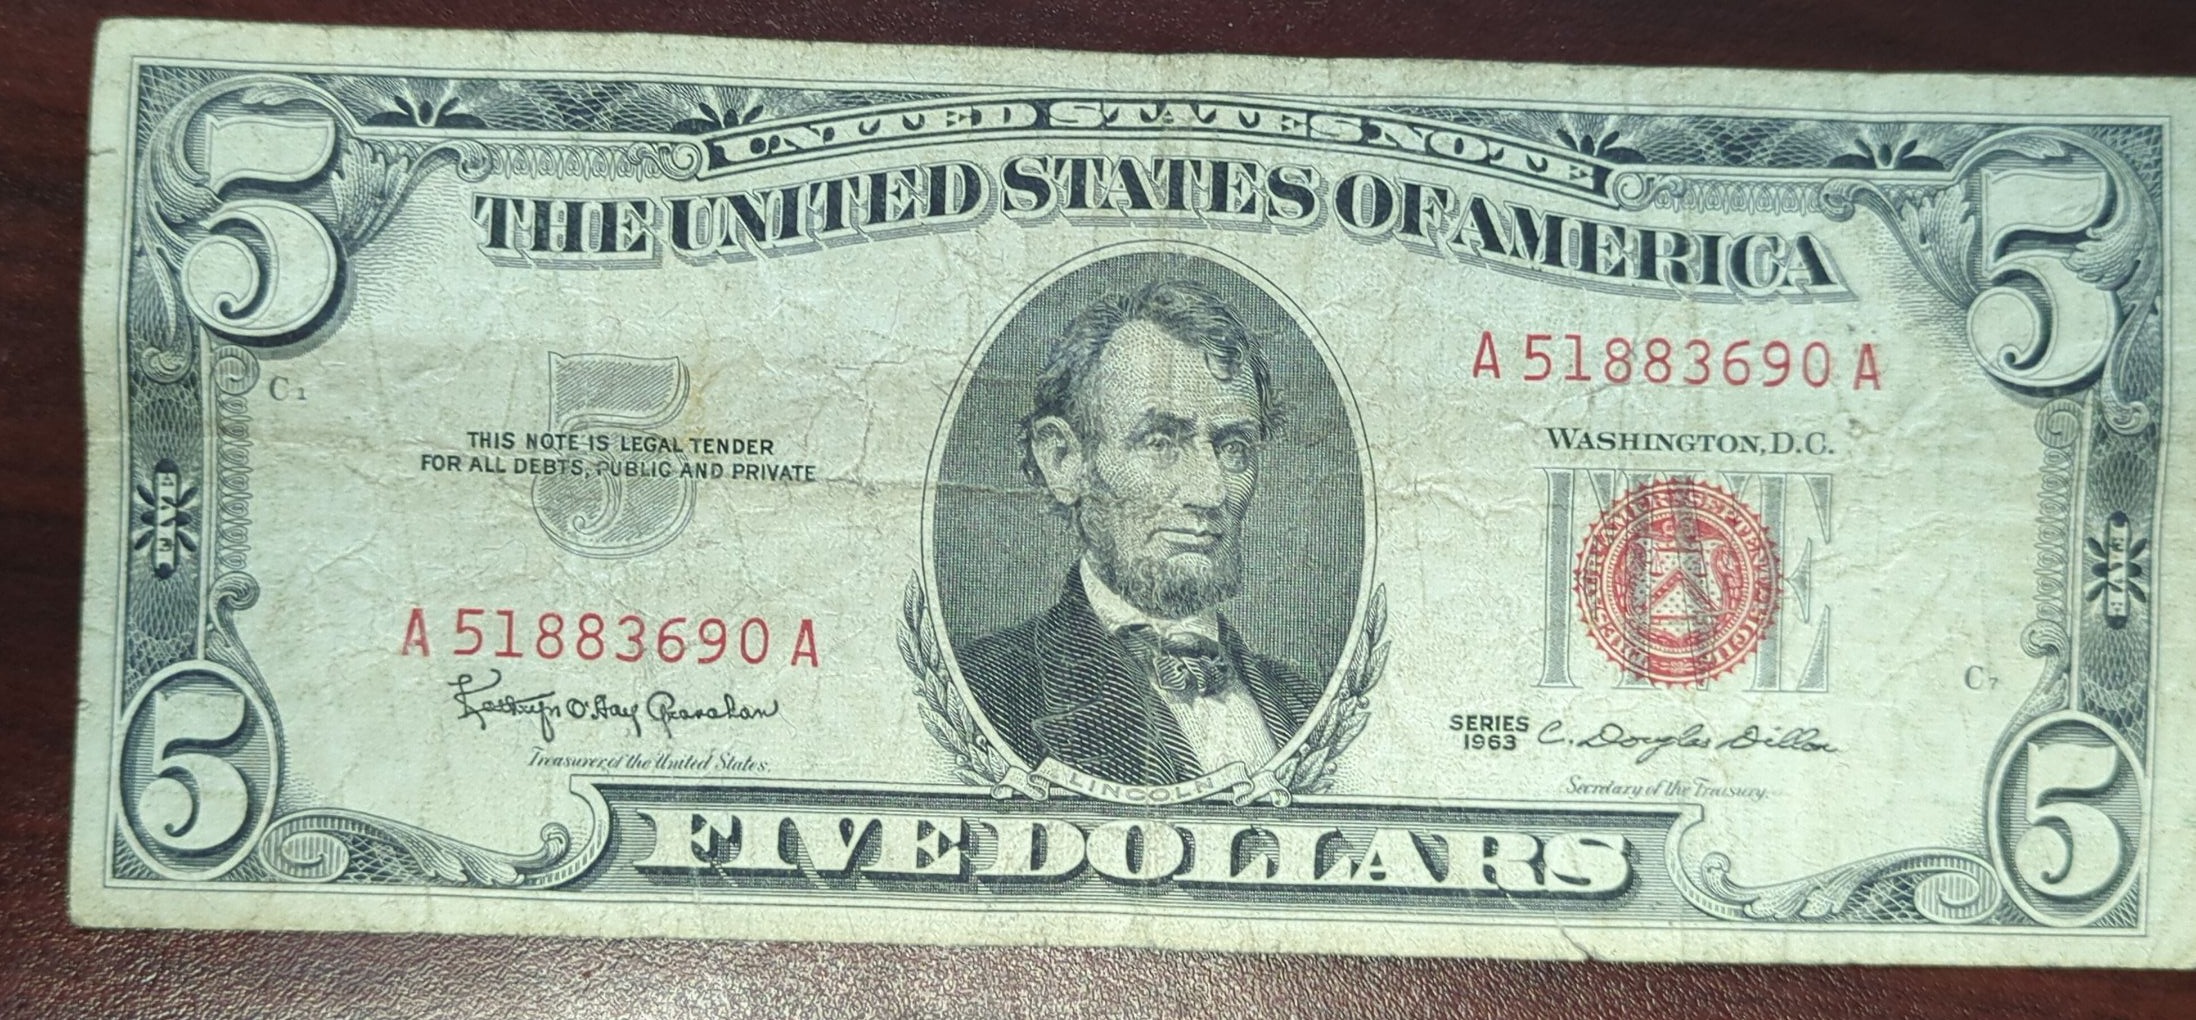 UNITED STATES NOTE
THE UNITED STATES OF AMERICA
5
5
A 51883690 A
C1
5
THIS NOTE IS LEGAL TENDER
FOR ALL DEBTS, PUBLIC AND PRIVATE
WASHINGTON, D.C.
FIVE
FIVE
FIVE
A 51883690 A
C7
Kathryn O'Hay Granahan
Treasurer of the United States.
SERIES
1963
C. Douglas Dillon
Secretary of the Treasury.
LINCOLN
5
FIVE DOLLARS
5